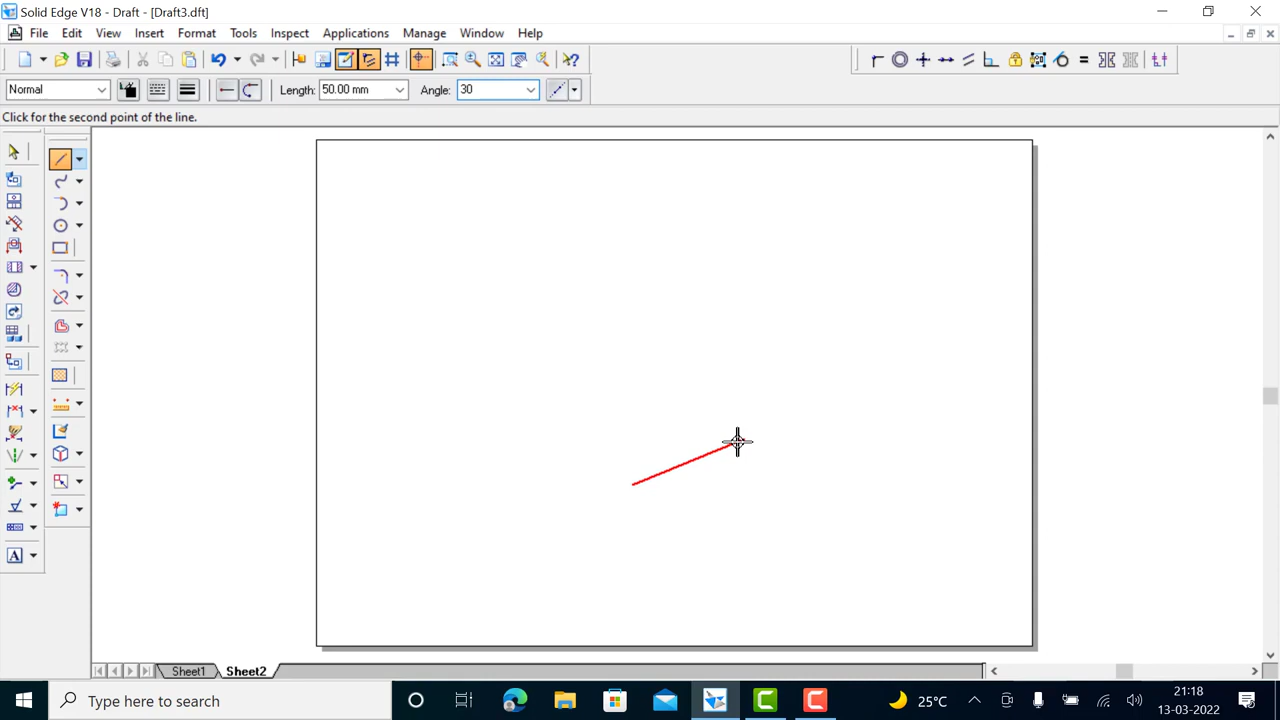 Solid Edge V18 - Draft - [Draft3.dft]
File Edit View Insert Format Tools Inspect Applications Manage Window Help
Normal Length: 50.00 mm Angle: 30
Click for the second point of the line.
A
Sheet1 Sheet2
Type here to search 25°C 21:18
13-03-2022